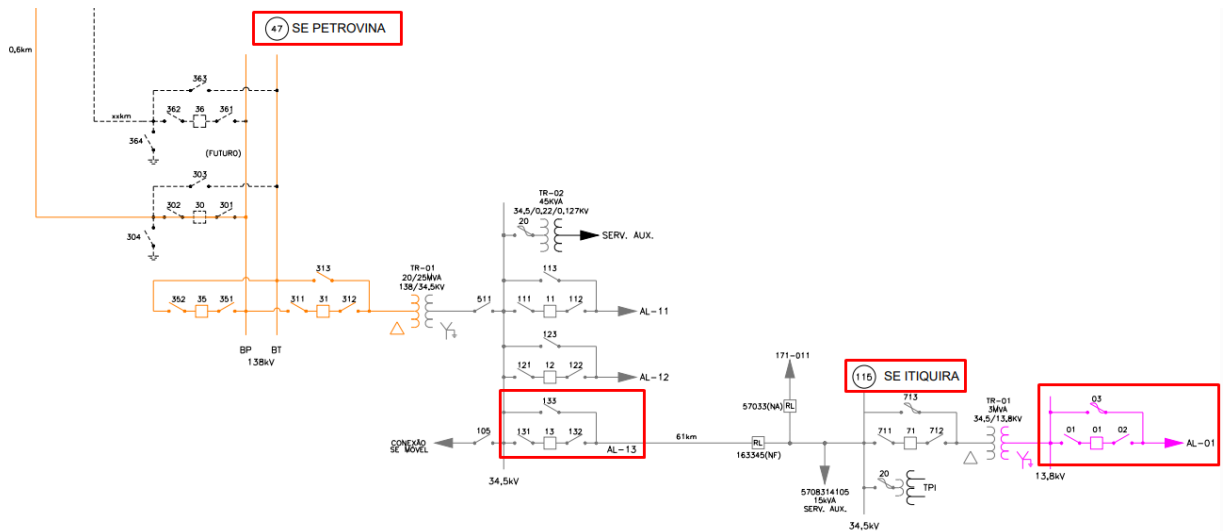 47 SE PETROVINA
0,6km
363
362 36 361
xxkm
364
(FUTURO)
303
302 30 301
304
TR-02
45KVA
34,5/0,22/0,127KV
20
SERV. AUX.
313
TR-01
20/25MVA
138/34,5KV
352 35 351
311 31 312
511
113
111 11 112
AL-11
BP BT
138kV
123
121 12 122
AL-12
171-011
57033(NA) RL
115 SE ITIQUIRA
133
105
131 13 132
AL-13
CONEXÃO
SE MÓVEL
61km
RL
163345(NF)
713
711 71 712
TR-01
3MVA
34,5/13,8KV
03
01 01 02
AL-01
20
TPI
5708314105
15kVA
SERV. AUX.
34,5kV
34,5kV
13,8kV